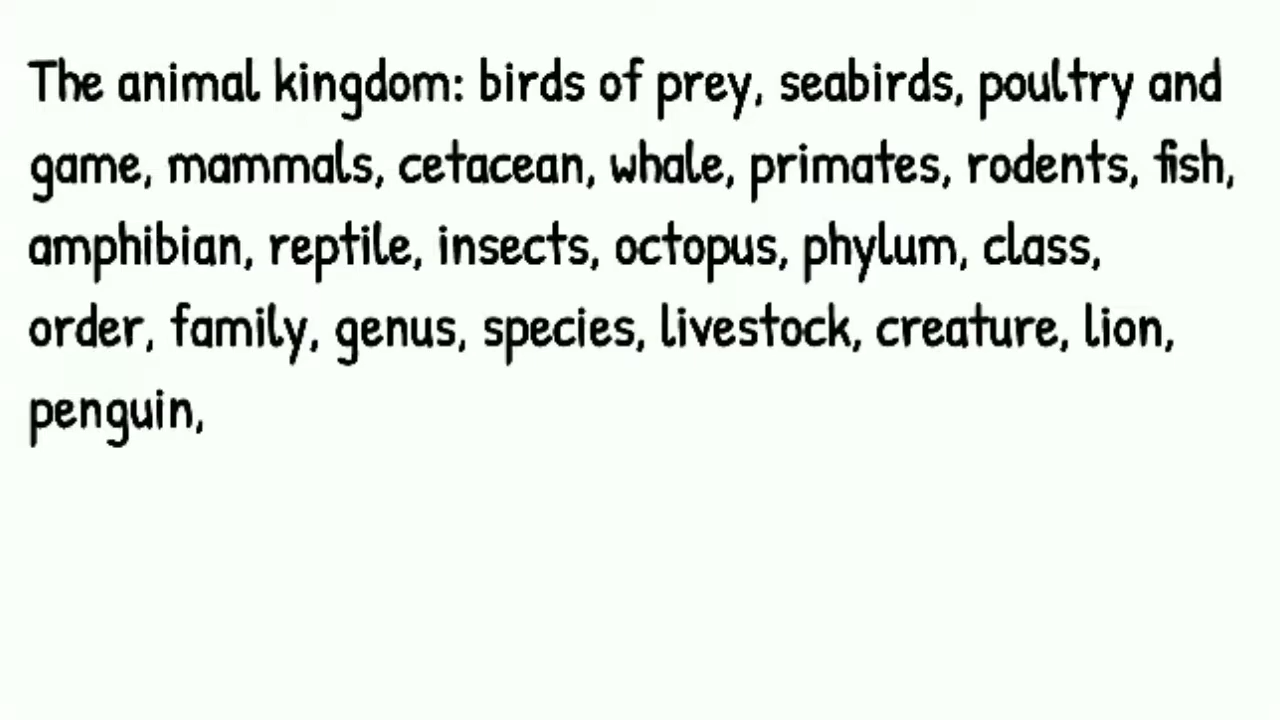 The animal kingdom: birds of prey, seabirds, poultry and
game, mammals, cetacean, whale, primates, rodents, fish,
amphibian, reptile, insects, octopus, phylum, class,
order, family, genus, species, livestock, creature, lion,
penguin,